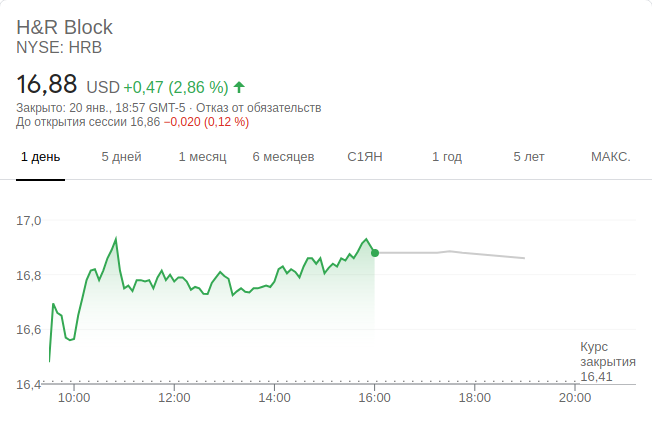 H&R Block
NYSE: HRB
16,88 USD +0,47 (2,86 %)
Закрыто: 20 янв., 18:57 GMT-5 · Отказ от обязательств
До открытия сессии 16,86 −0,020 (0,12 %)
1 день 5 дней 1 месяц 6 месяцев С1ЯН 1 год 5 лет МАКС.
17,0
16,8
16,6
Курс
закрытия
16,41
16,4
10:00 12:00 14:00 16:00 18:00 20:00